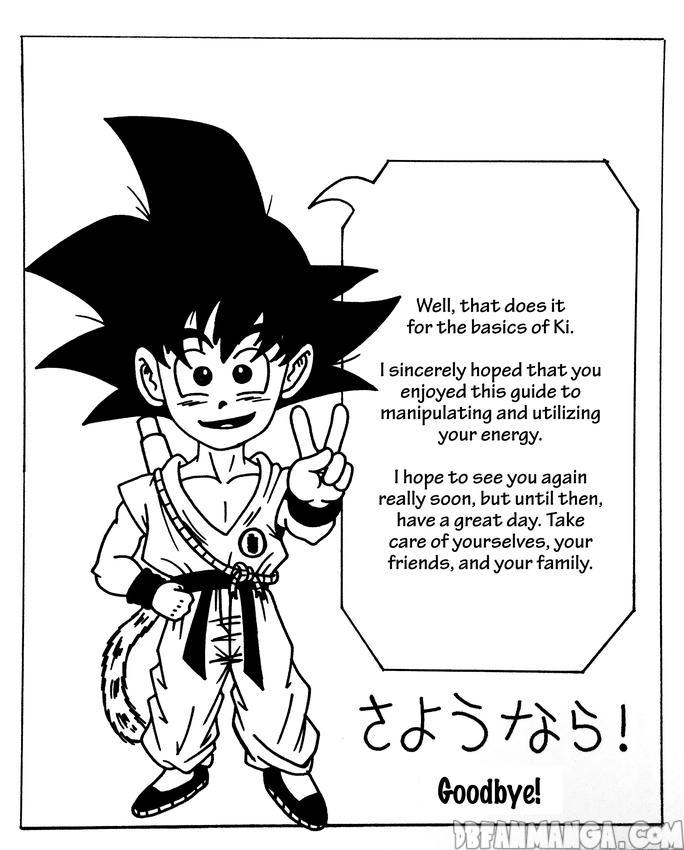 Well, that does it
for the basics of Ki.
I sincerely hoped that you
enjoyed this guide to
manipulating and utilizing
your energy.
I hope to see you again
really soon, but until then,
have a great day. Take
care of yourselves, your
friends, and your family.
さようなら!
Goodbye!
DBFANMANGA.COM